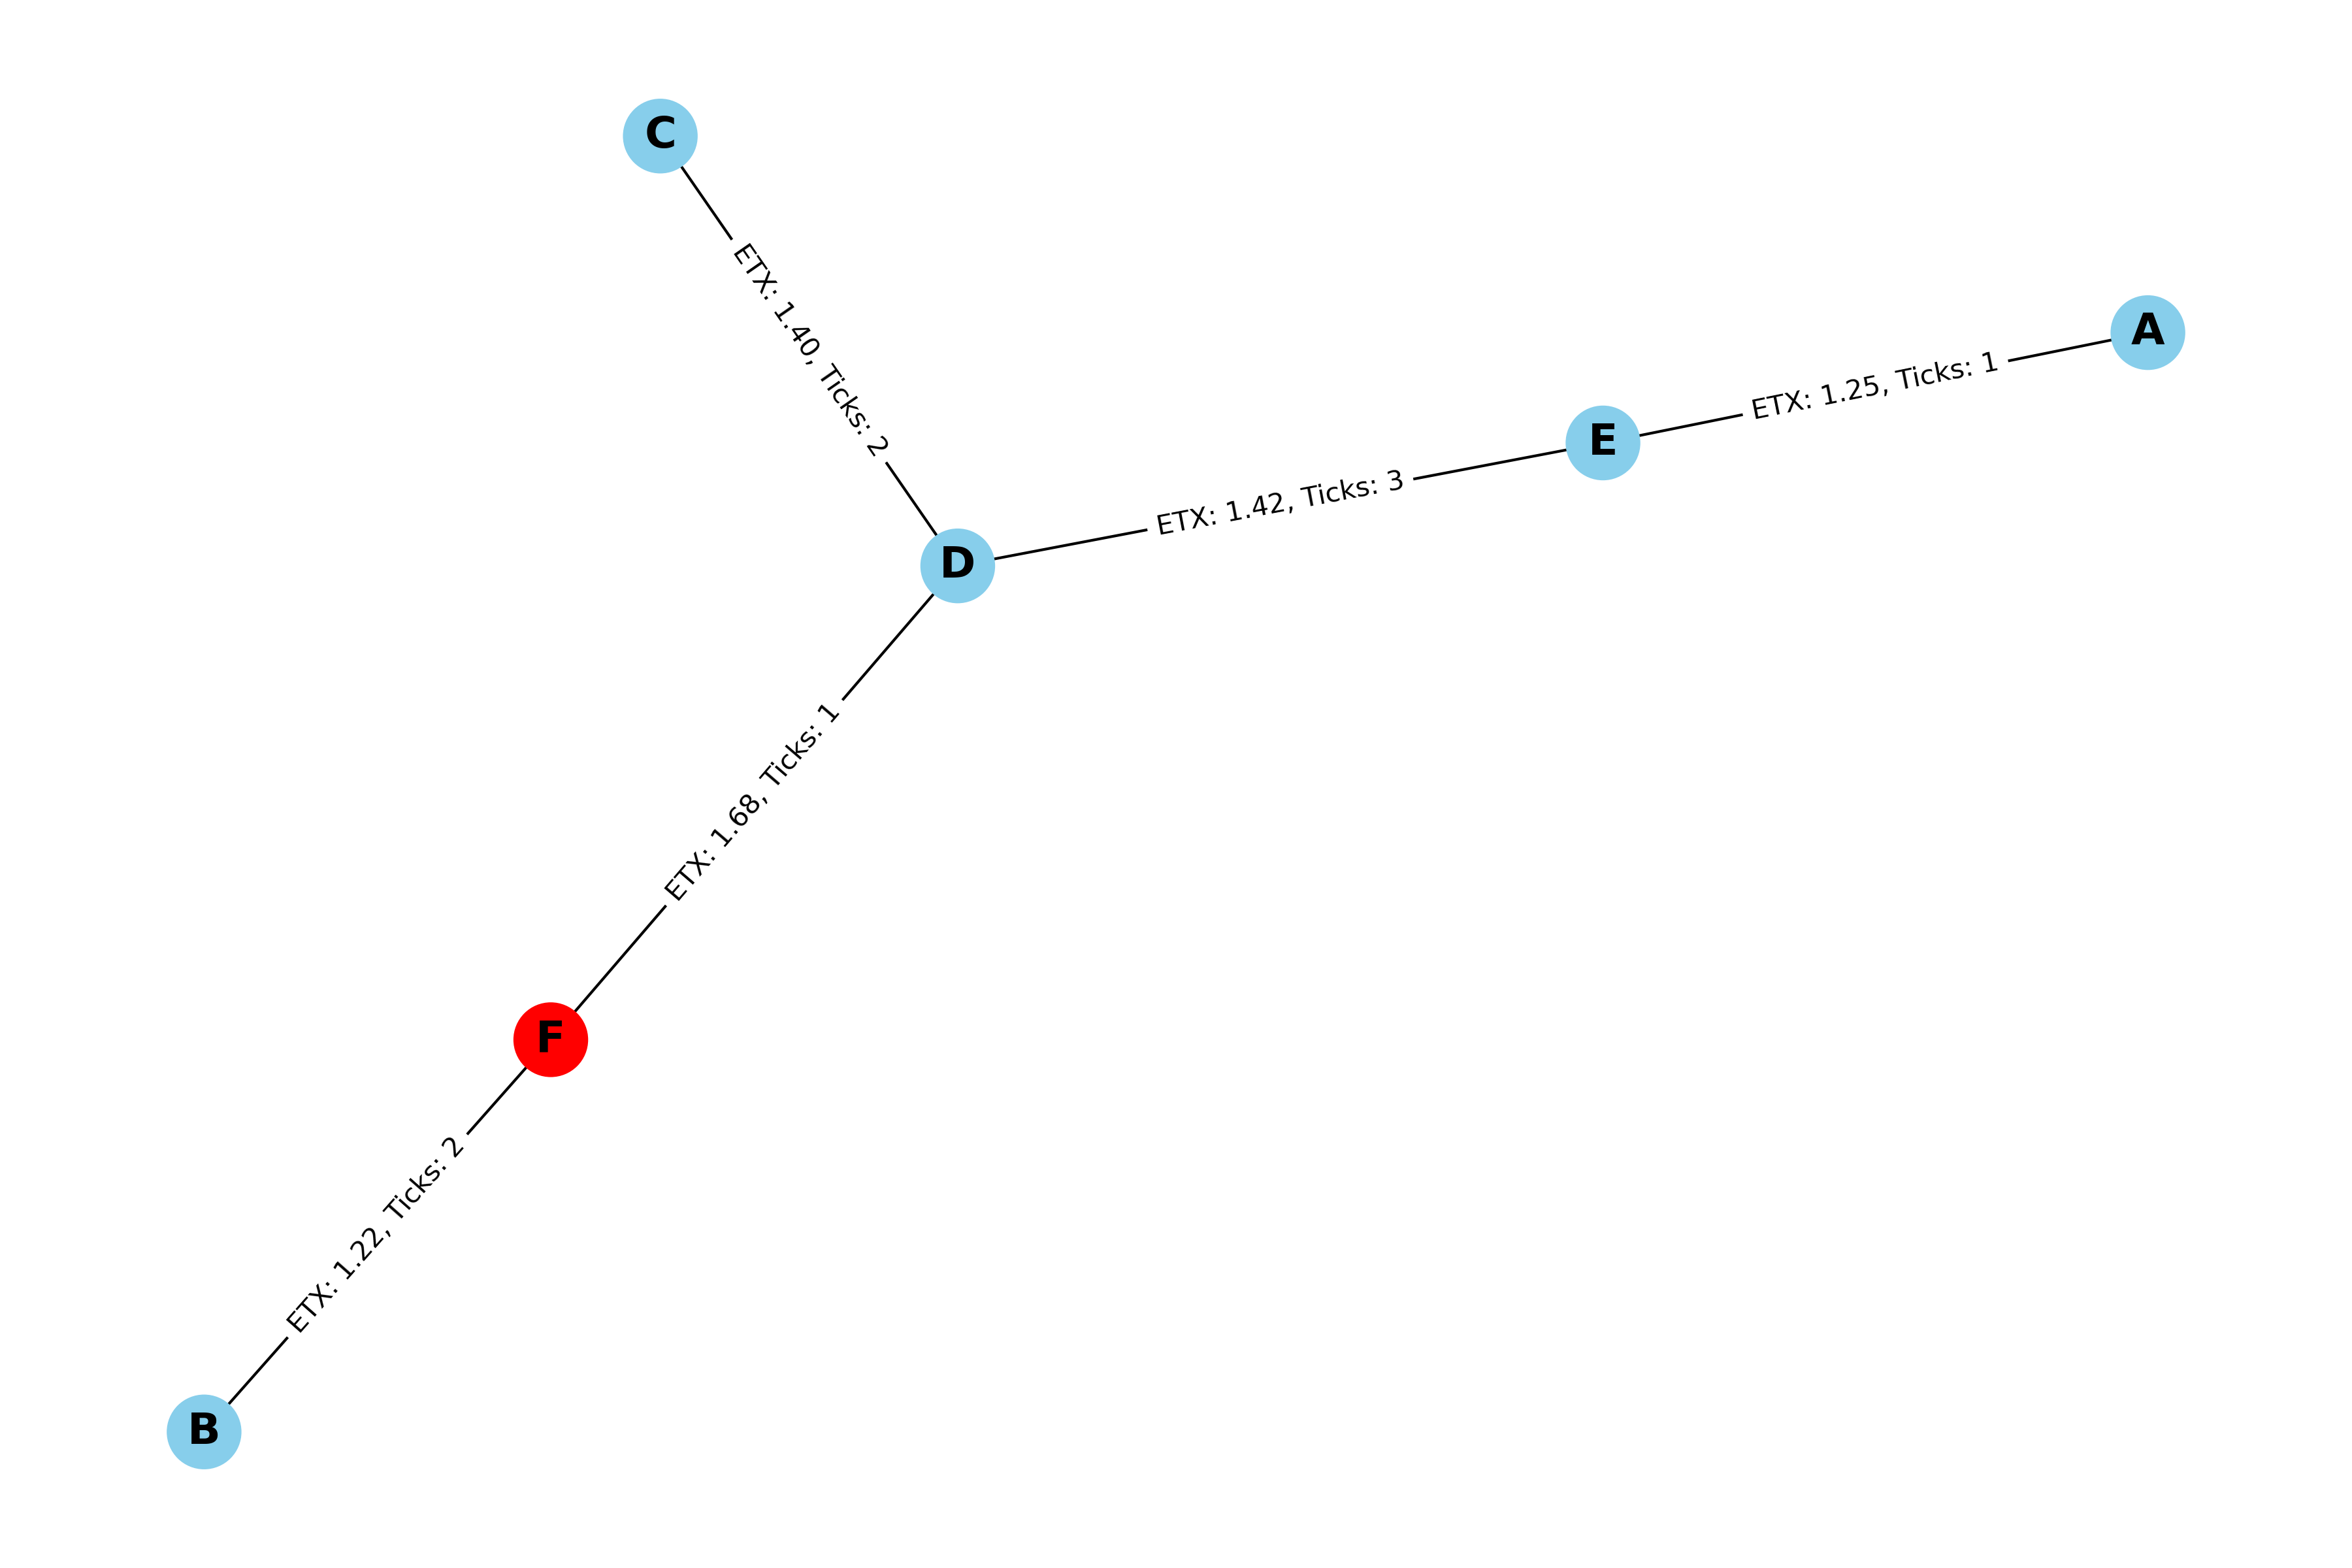 C
A
ETX: 1.40, Ticks: 2
ETX: 1.25, Ticks: 1
E
ETX: 1.42, Ticks: 3
D
ETX: 1.68, Ticks: 1
F
ETX: 1.22, Ticks: 2
B